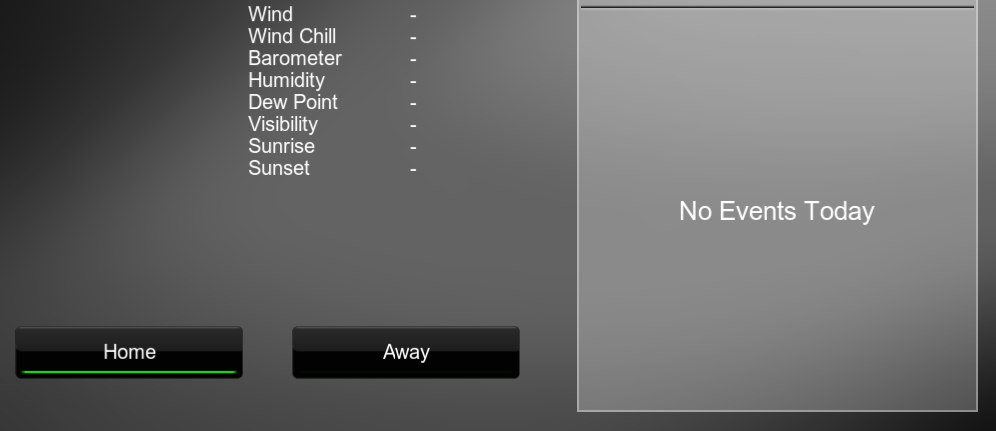 Wind -
Wind Chill -
Barometer -
Humidity -
Dew Point -
Visibility -
Sunrise -
Sunset -
No Events Today
Home
Away